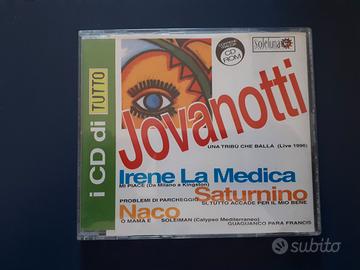 i CD di TUTTO
CD
ROM
soleluna
Jovanotti
UNA TRIBÙ CHE BALLA (Live 1996)
Irene La Medica
MI PIACE (Da Milano a Kingston)
Saturnino
PROBLEMI DI PARCHEGGIO SI, TUTTO ACCADE PER IL MIO BENE
Naco
O MAMA E SOLEIMAN (Calypso Mediterraneo)
GUAGUANCO PARA FRANCIS
subito